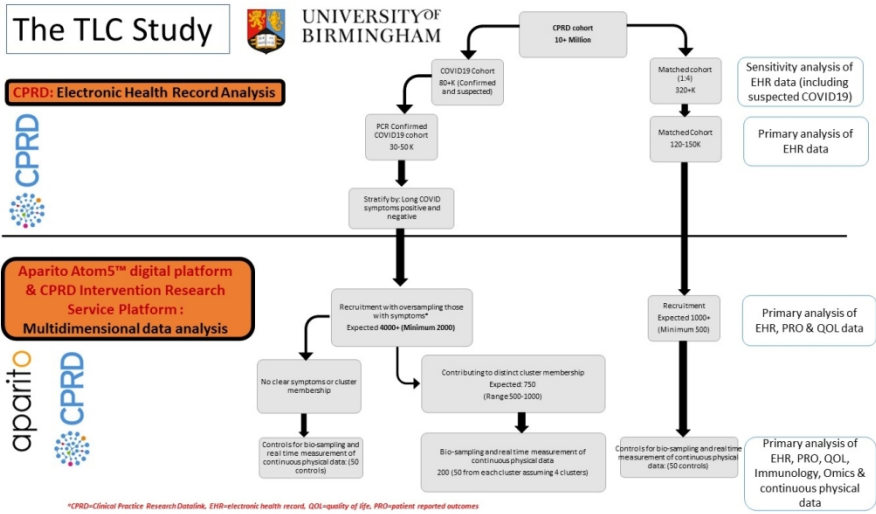 The TLC Study
UNIVERSITY OF
BIRMINGHAM
CPRD cohort
10+ Million
CPRD: Electronic Health Record Analysis
COVID19 Cohort
80+K (Confirmed
and suspected)
Matched cohort
(1:4)
320+K
Sensitivity analysis of
EHR data (including
suspected COVID19)
CPRD
PCR Confirmed
COVID19 cohort
30-50K
Matched Cohort
120-150K
Primary analysis of
EHR data
Stratify by: Long COVID
symptoms positive and
negative
Aparito Atom5™ digital platform
& CPRD Intervention Research
Service Platform :
Multidimensional data analysis
Recruitment with oversampling those
with symptoms*
Expected 4000+ (Minimum 2000)
Recruitment
Expected 1000+
(Minimum 500)
Primary analysis of
EHR, PRO & QOL data
aparito
CPRD
No clear symptoms or cluster
membership
Contributing to distinct cluster membership
Expected: 750
(Range 500-1000)
Controls for bio-sampling and
real time measurement of
continuous physical data: (50
controls)
Bio-sampling and real time measurement of
continuous physical data
200 (50 from each cluster assuming 4 clusters)
Controls for bio-sampling and real time
measurement of continuous physical
data: (50 controls)
Primary analysis of
EHR, PRO, QOL,
Immunology, Omics &
continuous physical
data
*CPRD=Clinical Practice Research Datalink, EHR=electronic health record, QOL=quality of life, PRO=patient reported outcomes